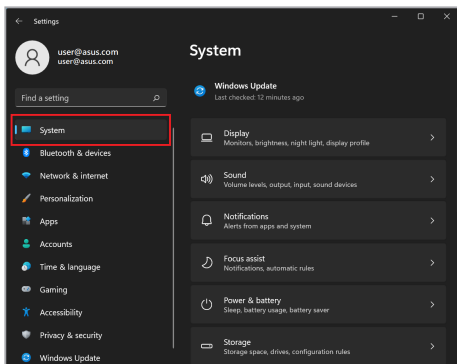 Settings
user@asus.com
user@asus.com
Find a setting
System
Bluetooth & devices
Network & internet
Personalization
Apps
Accounts
Time & language
Gaming
Accessibility
Privacy & security
Windows Update
System
Windows Update
Last checked: 12 minutes ago
Display
Monitors, brightness, night light, display profile
Sound
Volume levels, output, input, sound devices
Notifications
Alerts from apps and system
Focus assist
Notifications, automatic rules
Power & battery
Sleep, battery usage, battery saver
Storage
Storage space, drives, configuration rules